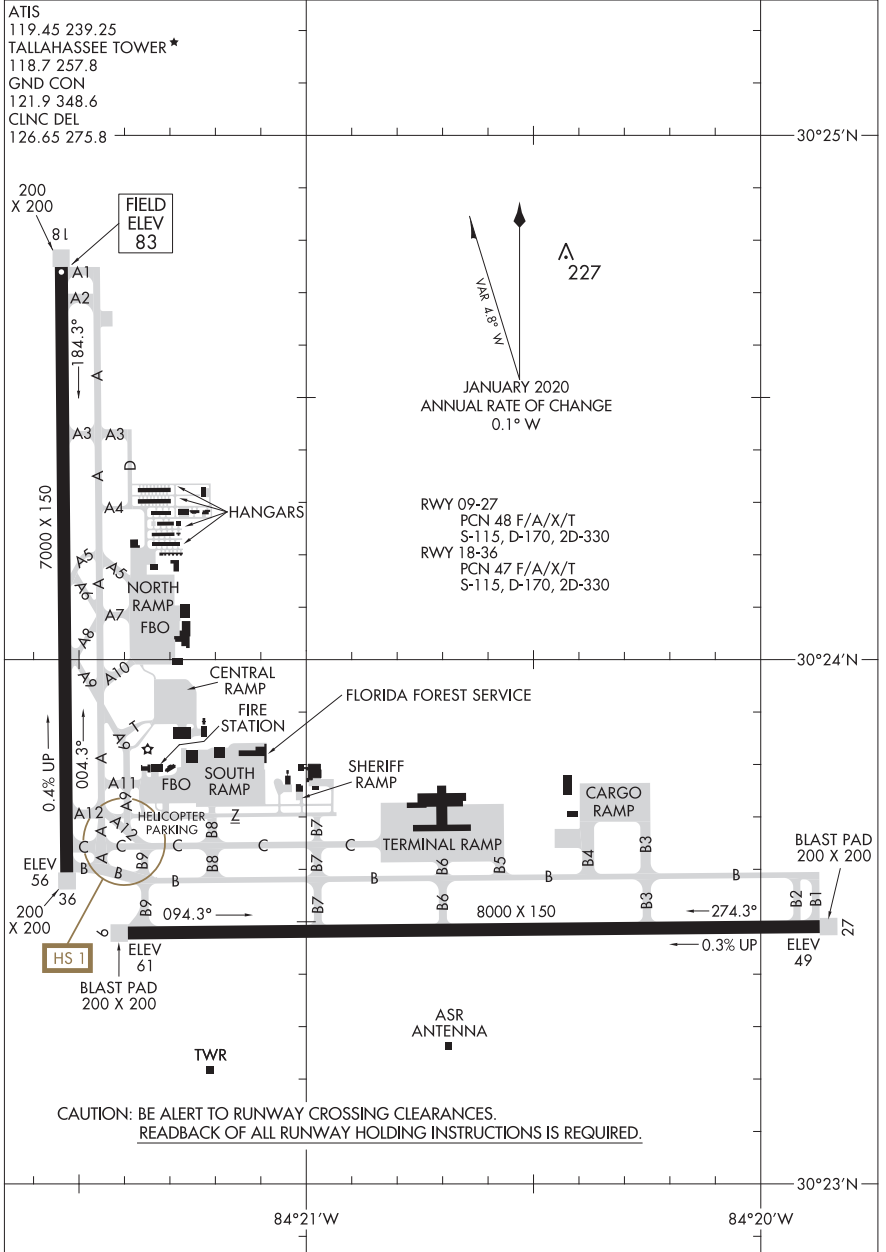 ATIS
119.45 239.25
TALLAHASSEE TOWER★
118.7 257.8
GND CON
121.9 348.6
CLNC DEL
126.65 275.8
30°25'N
200
X 200
18
FIELD
ELEV
83
227
VAR 4.8° W
JANUARY 2020
ANNUAL RATE OF CHANGE
0.1° W
A1
A2
184.3°
A
A3
A3
A
D
A4
HANGARS
7000 X 150
RWY 09-27
PCN 48 F/A/X/T
S-115, D-170, 2D-330
RWY 18-36
PCN 47 F/A/X/T
S-115, D-170, 2D-330
A5
A5
A6
A
NORTH
RAMP
FBO
A7
A8
30°24'N
A9
A10
CENTRAL
RAMP
FIRE
STATION
FLORIDA FOREST SERVICE
T
A9
0.4% UP
004.3°
A
A11
FBO
SOUTH
RAMP
SHERIFF
RAMP
CARGO
RAMP
A9
A12
A12
HELICOPTER
PARKING
Z
A
B8
B7
TERMINAL RAMP
C
C
C
C
C
B3
B4
A
B9
B8
B7
B6
B5
BLAST PAD
200 X 200
ELEV
56
B
B
B
B
B
B
36
B9
094.3°
B7
B6
8000 X 150
B3
274.3°
B2
B1
200
X 200
9
27
HS 1
ELEV
61
0.3% UP
ELEV
49
BLAST PAD
200 X 200
ASR
ANTENNA
TWR
CAUTION: BE ALERT TO RUNWAY CROSSING CLEARANCES.
READBACK OF ALL RUNWAY HOLDING INSTRUCTIONS IS REQUIRED.
30°23'N
84°21'W
84°20'W